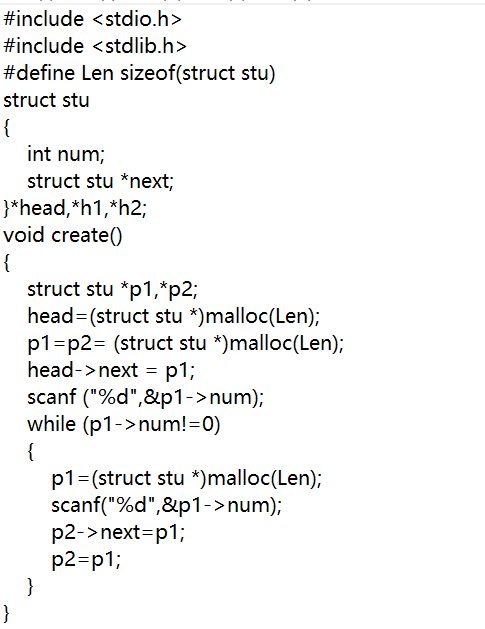 #include <stdio.h>
#include <stdlib.h>
#define Len sizeof(struct stu)
struct stu
{
    int num;
    struct stu *next;
}*head,*h1,*h2;
void create()
{
    struct stu *p1,*p2;
    head=(struct stu *)malloc(Len);
    p1=p2= (struct stu *)malloc(Len);
    head->next = p1;
    scanf ("%d",&p1->num);
    while (p1->num!=0)
    {
        p1=(struct stu *)malloc(Len);
        scanf("%d",&p1->num);
        p2->next=p1;
        p2=p1;
    }
}